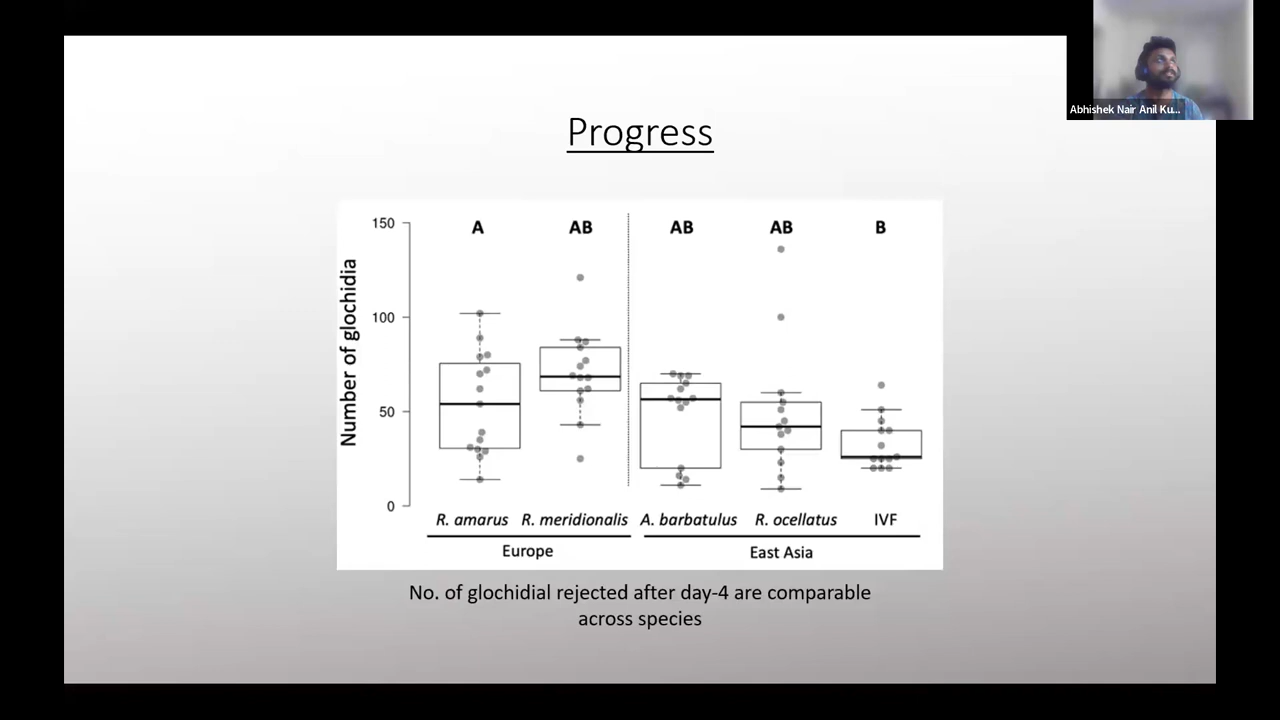 Abhishek Nair Anil Ku...
Progress
150
A
AB
AB
AB
B
100
50
0
Number of glochidia
R. amarus
R. meridionalis
A. barbatulus
R. ocellatus
IVF
Europe
East Asia
No. of glochidial rejected after day-4 are comparable
across species